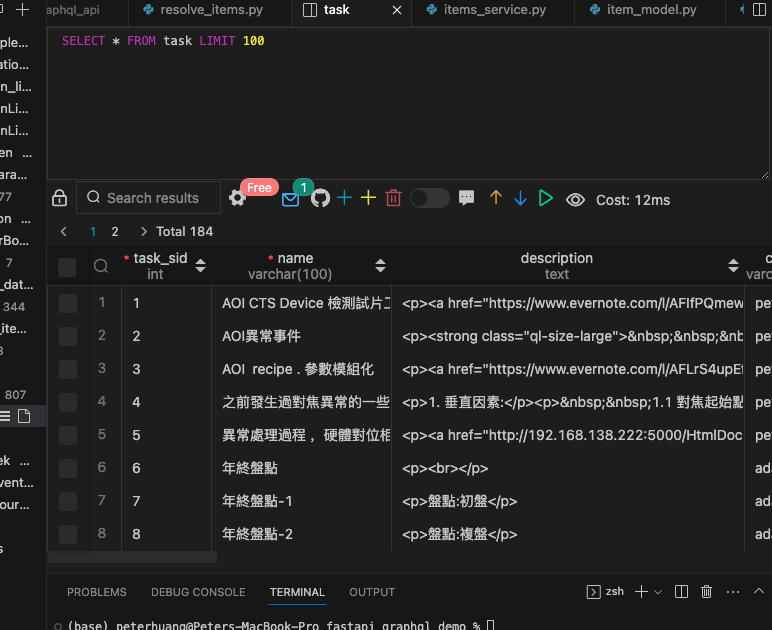 aphql_api resolve_items.py task items_service.py item_model.py
SELECT * FROM task LIMIT 100
ple...
atio...
n_li...
nLi...
nLi...
en ...
ara...
77
on ...
rBo...
7
_dat...
344
_ite...
807
ek ...
vent...
our...
s
Search results Free 1 Cost: 12ms
1 2 Total 184
* task_sid * name description c
int varchar(100) text varc
1 1 AOI CTS Device 檢測試片工 <p><a href="https://www.evernote.com/l/AFIfPQmew pe
2 2 AOI異常事件 <p><strong class="ql-size-large">&nbsp;&nbsp;&nb pe
3 3 AOI recipe . 參數模組化 <p><a href="https://www.evernote.com/l/AFLrS4upEt pe
4 4 之前發生過對焦異常的一些 <p>1. 垂直因素:</p><p>&nbsp;&nbsp;1.1 對焦起始點 pe
5 5 異常處理過程 ，硬體對位相 <p><a href="http://192.168.138.222:5000/HtmlDoc pe
6 6 年終盤點 <p><br></p> ad
7 7 年終盤點-1 <p>盤點:初盤</p> ad
8 8 年終盤點-2 <p>盤點:複盤</p> ad
PROBLEMS DEBUG CONSOLE TERMINAL OUTPUT zsh
(base) peterhuang@Peters-MacBook-Pro fastapi_graphql_demo %